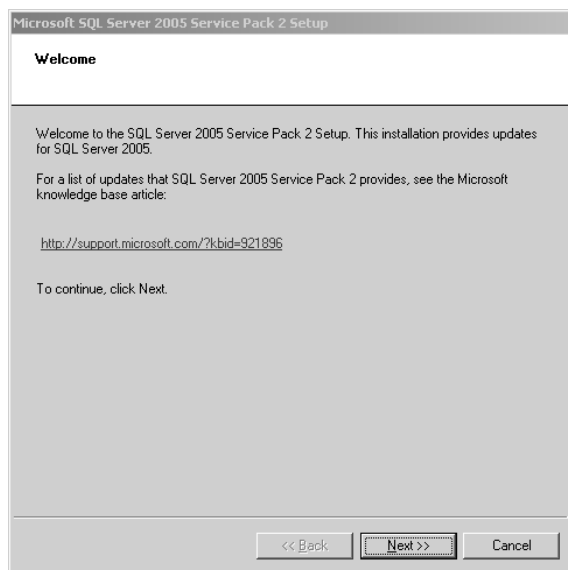 Microsoft SQL Server 2005 Service Pack 2 Setup
Welcome
Welcome to the SQL Server 2005 Service Pack 2 Setup. This installation provides updates
for SQL Server 2005.
For a list of updates that SQL Server 2005 Service Pack 2 provides, see the Microsoft
knowledge base article:
http://support.microsoft.com/?kbid=921896
To continue, click Next.
<< Back Next >> Cancel